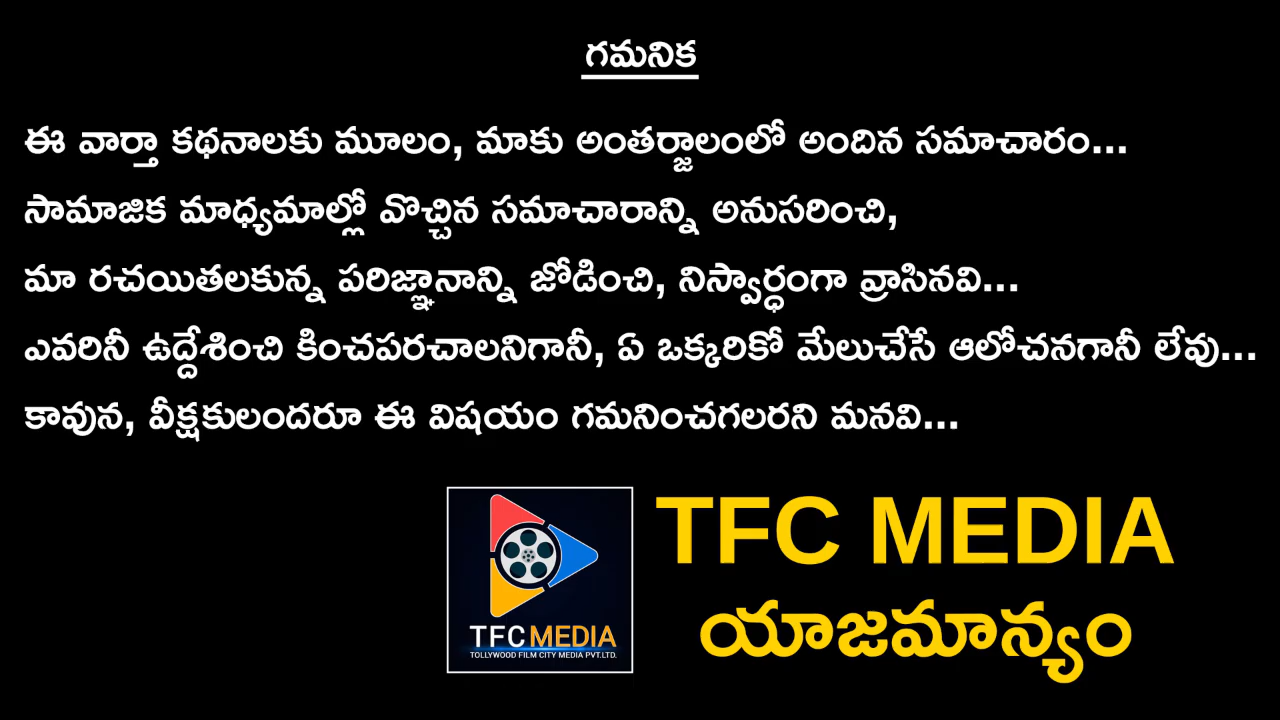 గమనిక
ఈ వార్తా కథనాలకు మూలం, మాకు అంతర్జాలంలో అందిన సమాచారం...
సామాజిక మాధ్యమాల్లో వొచ్చిన సమాచారాన్ని అనుసరించి,
మా రచయితలకున్న పరిజ్ఞానాన్ని జోడించి, నిస్వార్ధంగా వ్రాసినవి...
ఎవరినీ ఉద్దేశించి కించపరచాలనిగానీ, ఏ ఒక్కరికో మేలుచేసే ఆలోచనగానీ లేవు...
కావున, వీక్షకులందరూ ఈ విషయం గమనించగలరని మనవి...
TFC MEDIA
యాజమాన్యం
TFC MEDIA
TOLLYWOOD FILM CITY MEDIA PVT.LTD.